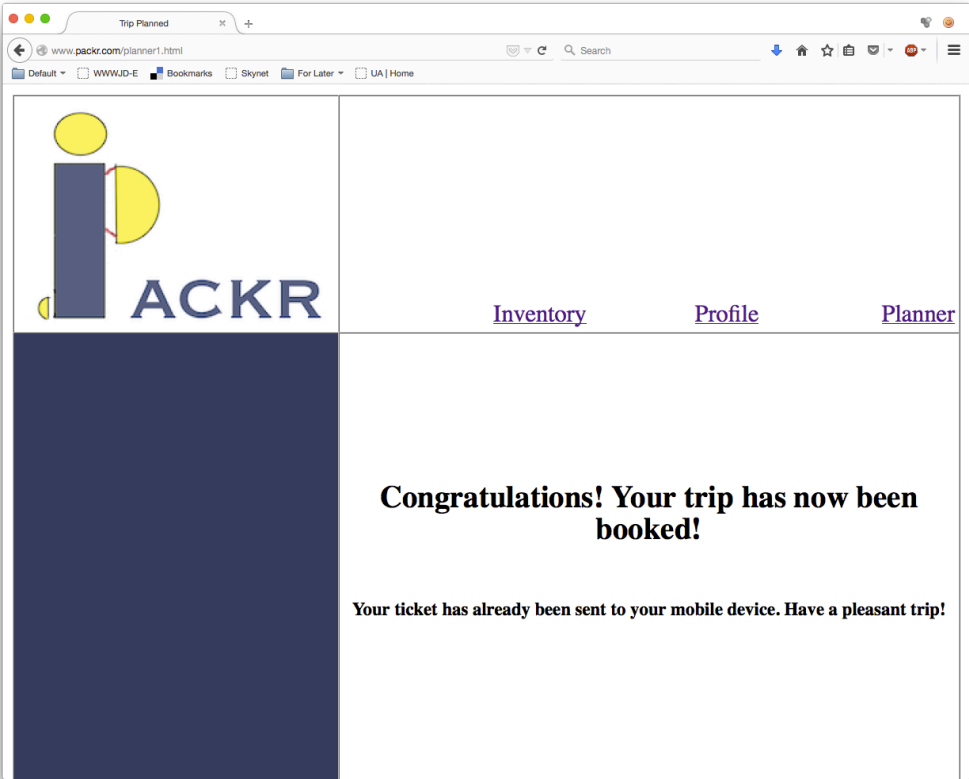 Trip Planned
www.packr.com/planner1.html
Search
ABP
Default
WWWJD-E
Bookmarks
Skynet
For Later
UA | Home
iP ACKR
Inventory Profile Planner
Congratulations! Your trip has now been
booked!
Your ticket has already been sent to your mobile device. Have a pleasant trip!